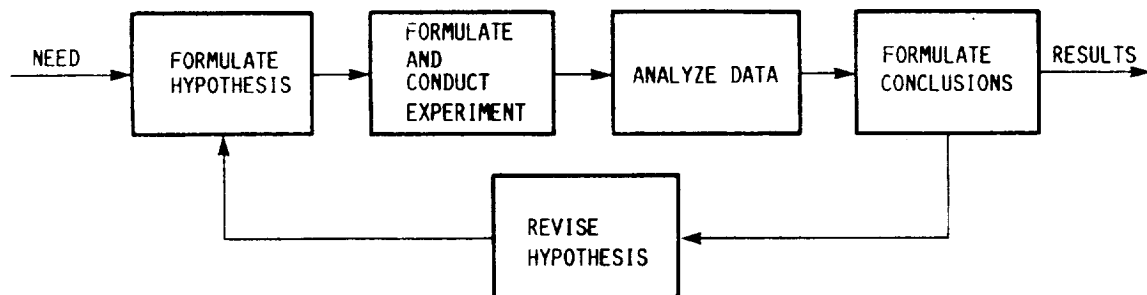 NEED
FORMULATE
HYPOTHESIS
FORMULATE
AND
CONDUCT
EXPERIMENT
ANALYZE DATA
FORMULATE
CONCLUSIONS
RESULTS
REVISE
HYPOTHESIS